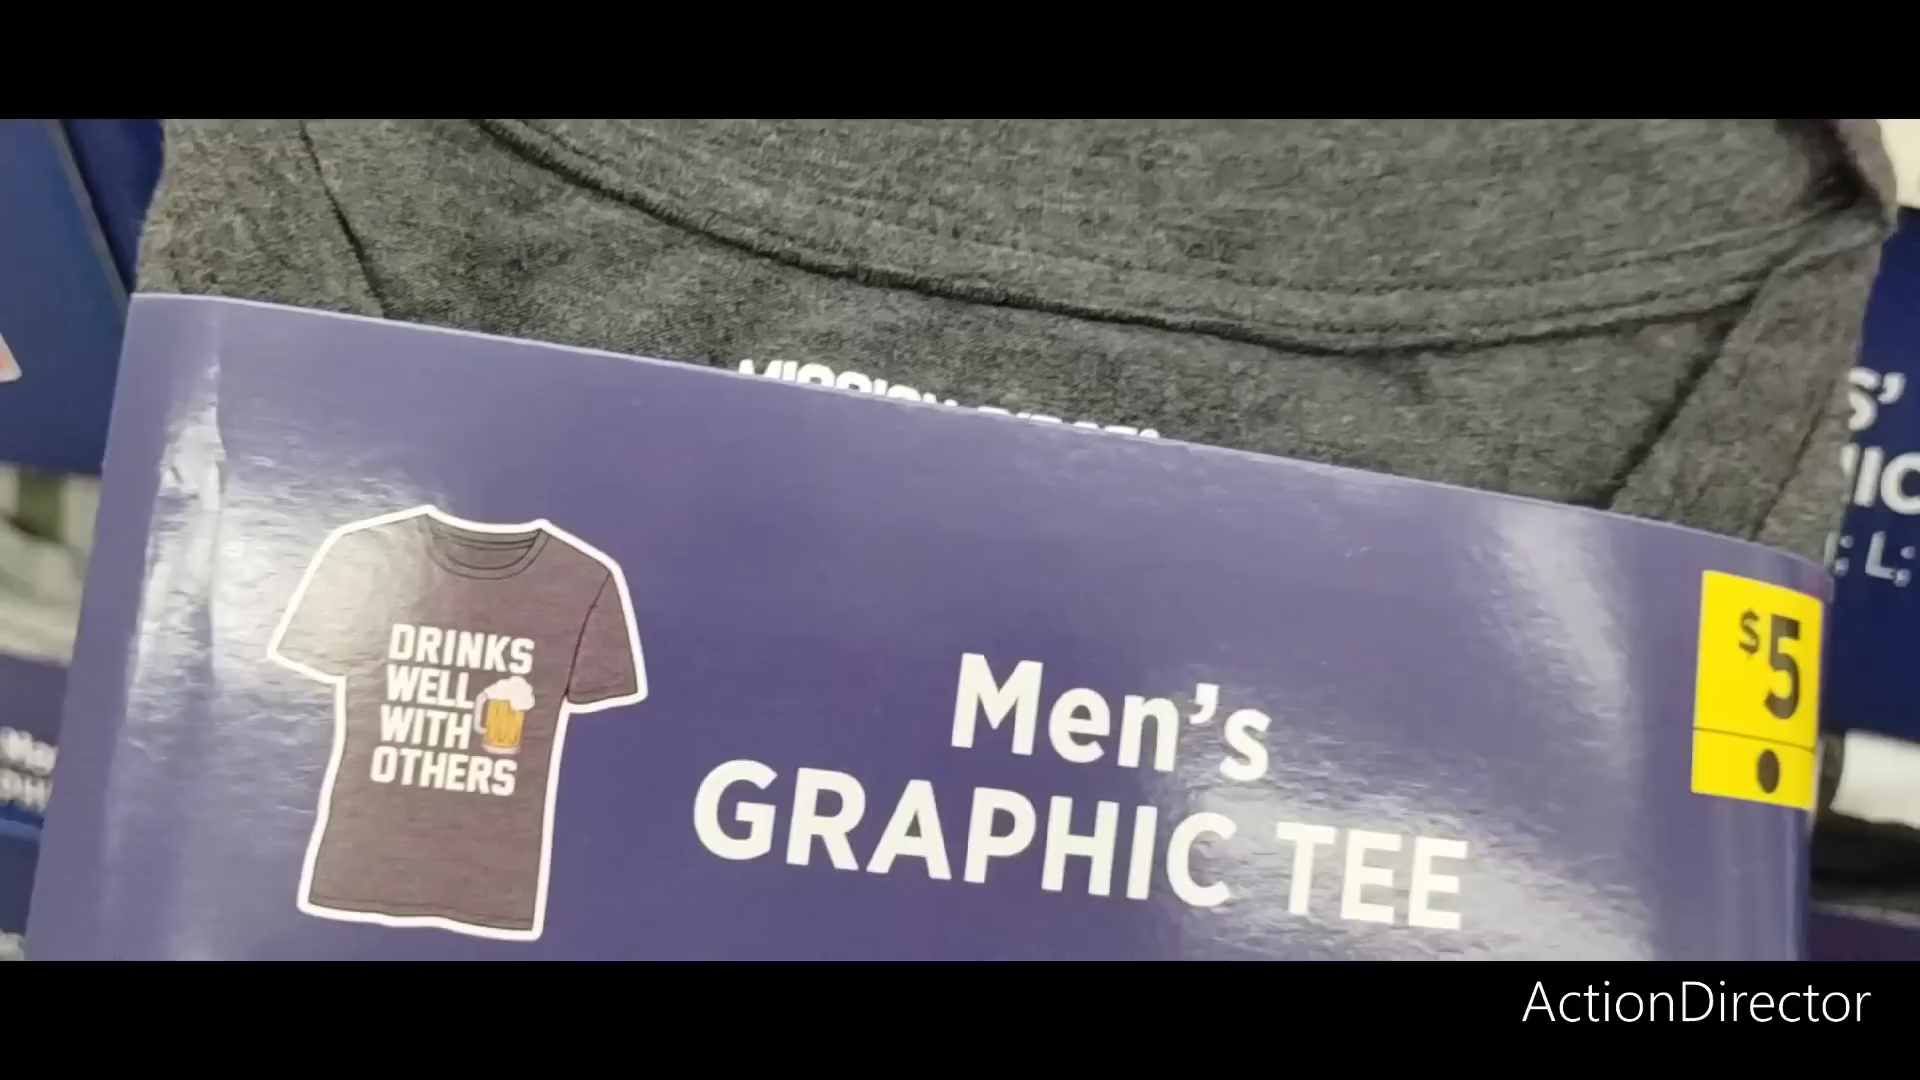 DRINKS
WELL
WITH
OTHERS
Men's
GRAPHIC TEE
$5
L;
ActionDirector